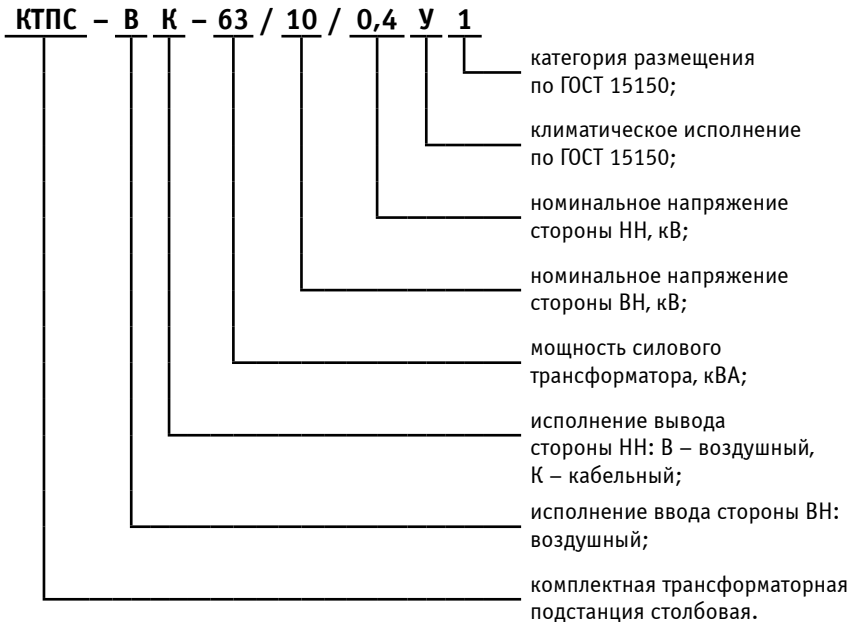 КТПС – В К – 63 / 10 / 0,4 У 1
категория размещения
по ГОСТ 15150;
климатическое исполнение
по ГОСТ 15150;
номинальное напряжение
стороны НН, кВ;
номинальное напряжение
стороны ВН, кВ;
мощность силового
трансформатора, кВА;
исполнение вывода
стороны НН: В – воздушный,
К – кабельный;
исполнение ввода стороны ВН:
воздушный;
комплектная трансформаторная
подстанция столбовая.